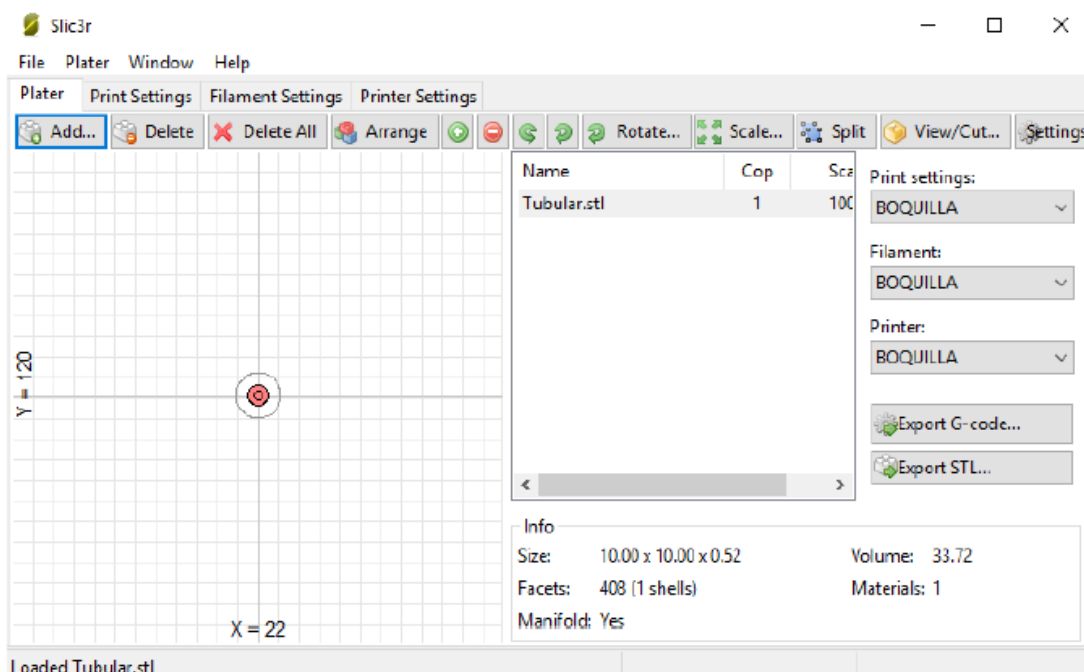 Slic3r
File Plater Window Help
Plater Print Settings Filament Settings Printer Settings
Add... Delete Delete All Arrange Rotate... Scale... Split View/Cut... Settings
Name Cop Sca
Tubular.stl 1 100
Print settings:
BOQUILLA
Filament:
BOQUILLA
Printer:
BOQUILLA
Export G-code...
Export STL...
Y = 120
X = 22
Info
Size: 10.00 x 10.00 x 0.52 Volume: 33.72
Facets: 408 (1 shells) Materials: 1
Manifold: Yes
Loaded Tubular.stl